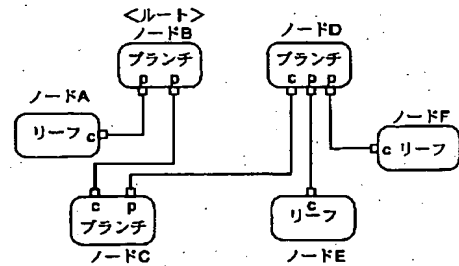 <ルート>
ノードB
ブランチ
p p
ノードD
ブランチ
c p p
ノードA
リーフ c
ノードF
c リーフ
c p
ブランチ
ノードC
c
リーフ
ノードE